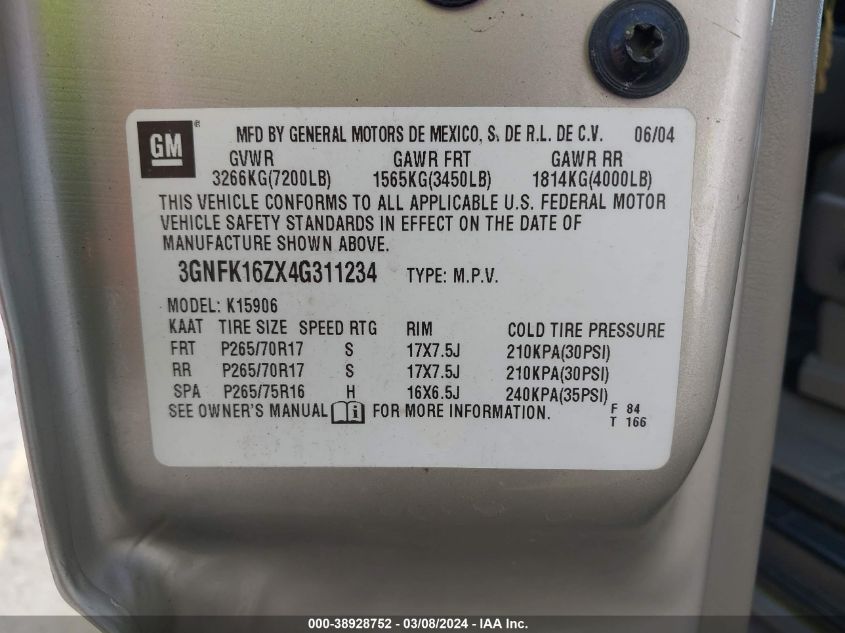 GM ® MFD BY GENERAL MOTORS DE MEXICO, S. DE R.L. DE C.V. 06/04
GVWR GAWR FRT GAWR RR
3266KG(7200LB) 1565KG(3450LB) 1814KG(4000LB)
THIS VEHICLE CONFORMS TO ALL APPLICABLE U.S. FEDERAL MOTOR
VEHICLE SAFETY STANDARDS IN EFFECT ON THE DATE OF
MANUFACTURE SHOWN ABOVE.
3GNFK16ZX4G311234 TYPE: M.P.V.
MODEL: K15906
KAAT TIRE SIZE SPEED RTG RIM COLD TIRE PRESSURE
FRT P265/70R17 S 17X7.5J 210KPA(30PSI)
RR P265/70R17 S 17X7.5J 210KPA(30PSI)
SPA P265/75R16 H 16X6.5J 240KPA(35PSI)
SEE OWNER'S MANUAL i FOR MORE INFORMATION. F 84
T 166
000-38928752 - 03/08/2024 - IAA Inc.